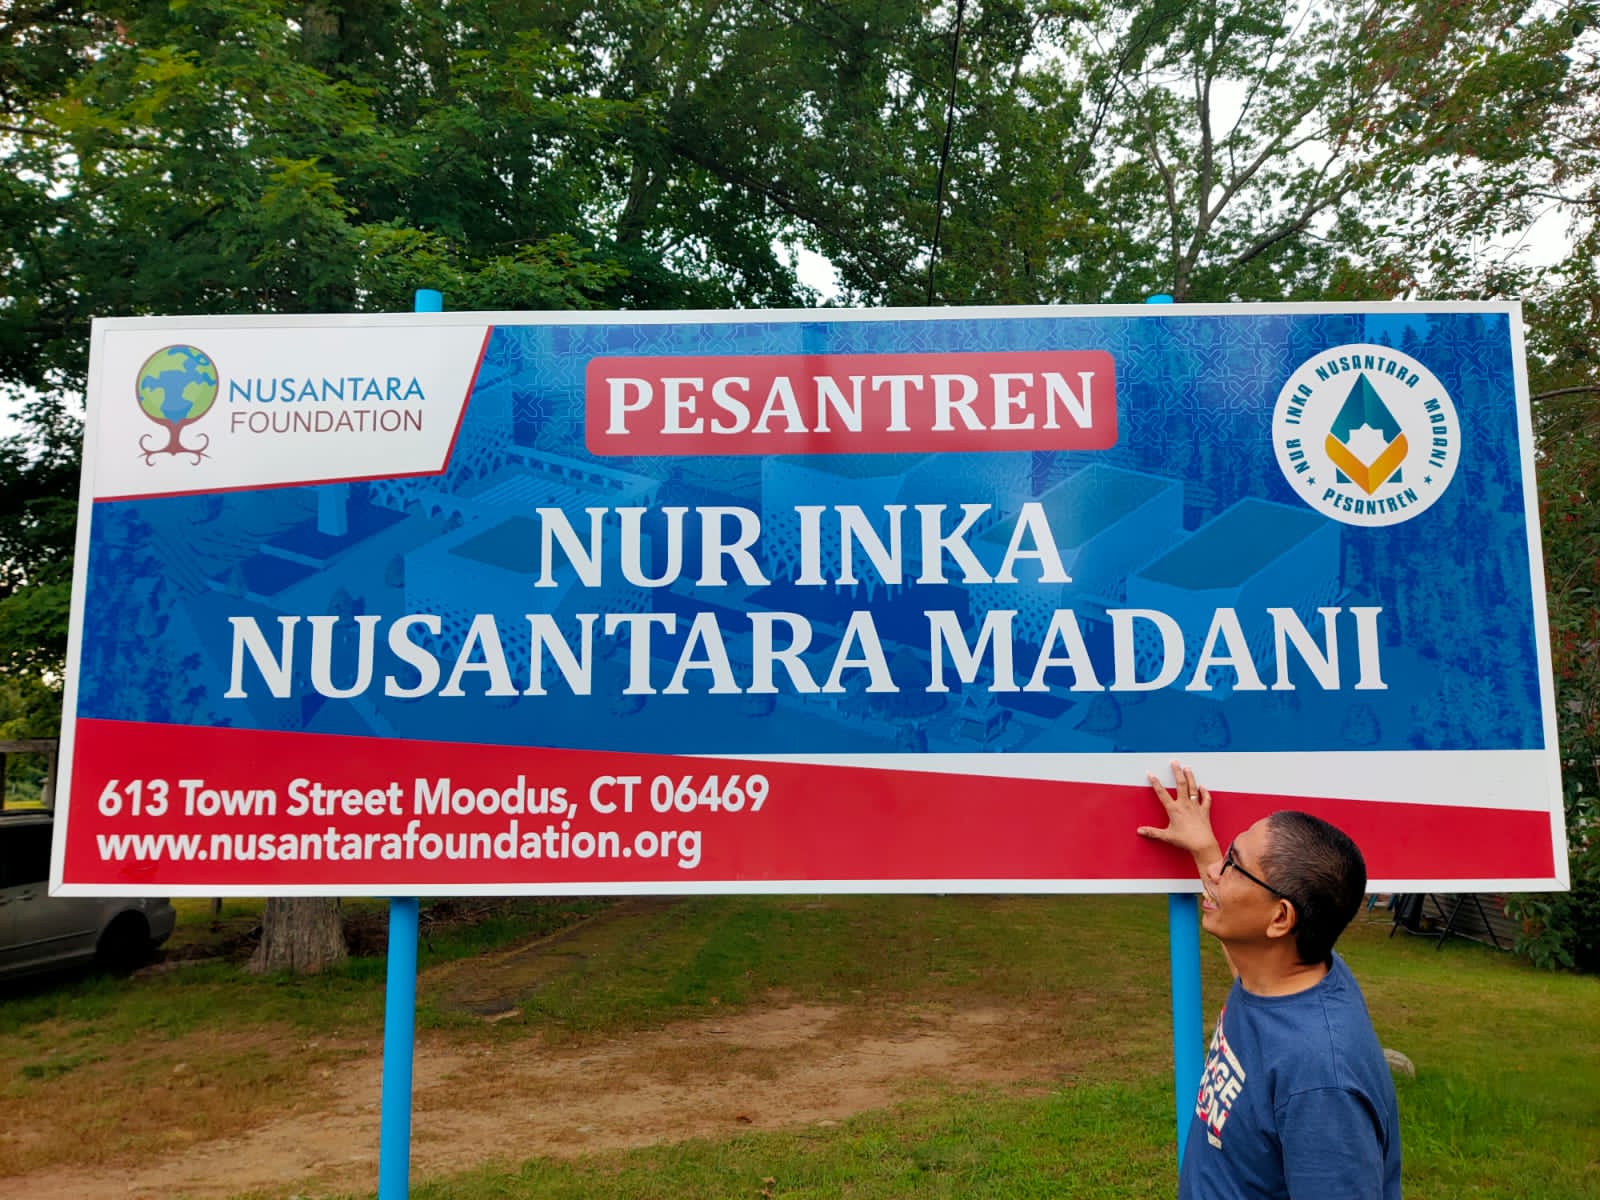 NUSANTARA
FOUNDATION
PESANTREN
NUR INKA NUSANTARA MADANI
PESANTREN
NUR INKA
NUSANTARA MADANI
613 Town Street Moodus, CT 06469
www.nusantarafoundation.org